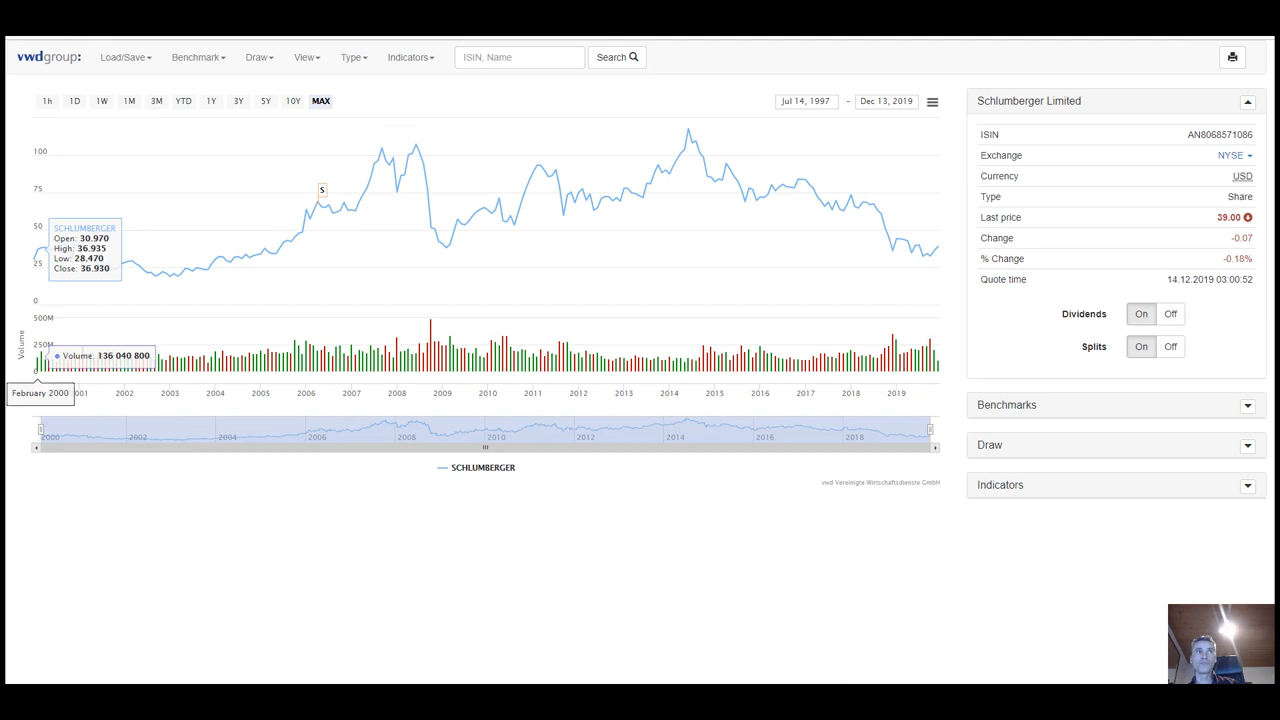 vwdgroup: Load/Save Benchmark Draw View Type Indicators ISIN, Name Search
1h 1D 1W 1M 3M YTD 1Y 3Y 5Y 10Y MAX Jul 14, 1997 - Dec 13, 2019
100
75
50
25
0
S
SCHLUMBERGER
Open: 30.970
High: 36.935
Low: 28.470
Close: 36.930
Volume
500M
250M
0
Volume: 136 040 800
February 2000
001 2002 2003 2004 2005 2006 2007 2008 2009 2010 2011 2012 2013 2014 2015 2016 2017 2018 2019
2000 2002 2004 2006 2008 2010 2012 2014 2016 2018
SCHLUMBERGER
vwd Vereinigte Wirtschaftsdienste GmbH
Schlumberger Limited
ISIN AN8068571086
Exchange NYSE
Currency USD
Type Share
Last price 39.00
Change -0.07
% Change -0.18%
Quote time 14.12.2019 03:00:52
Dividends On Off
Splits On Off
Benchmarks
Draw
Indicators